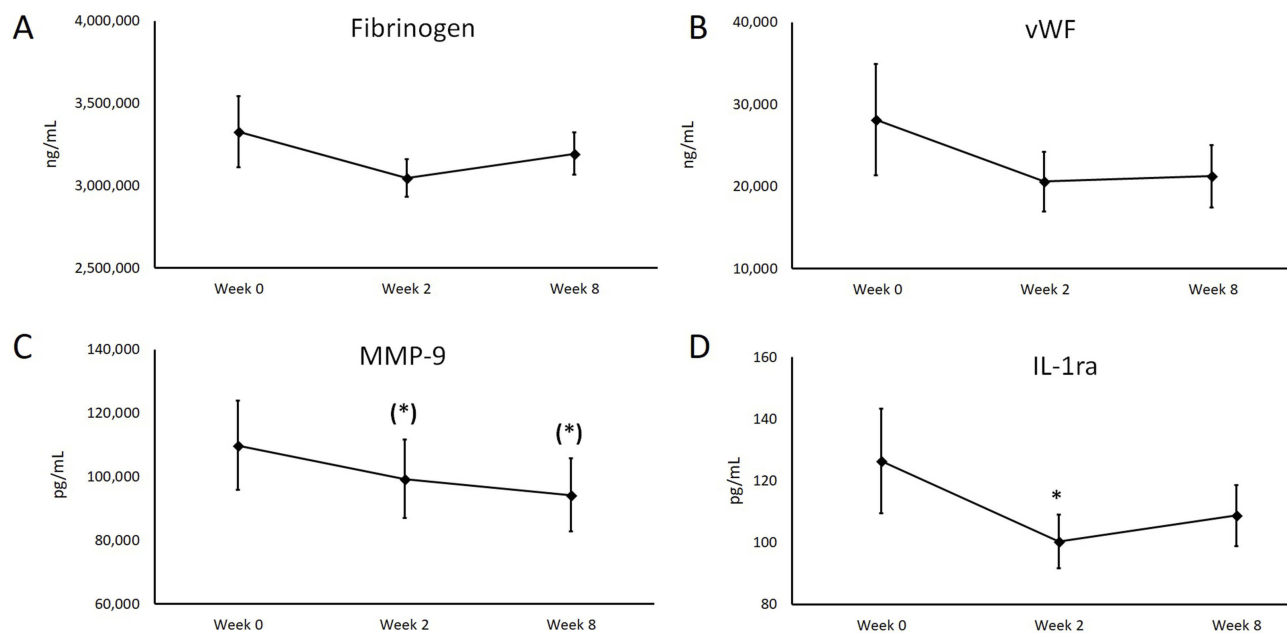 A
Fibrinogen
4,000,000
3,500,000
3,000,000
2,500,000
ng/mL
Week 0
Week 2
Week 8
B
vWF
40,000
30,000
20,000
10,000
ng/mL
Week 0
Week 2
Week 8
C
MMP-9
140,000
120,000
100,000
80,000
60,000
pg/mL
(*)
(*)
Week 0
Week 2
Week 8
D
IL-1ra
160
140
120
100
80
pg/mL
*
Week 0
Week 2
Week 8